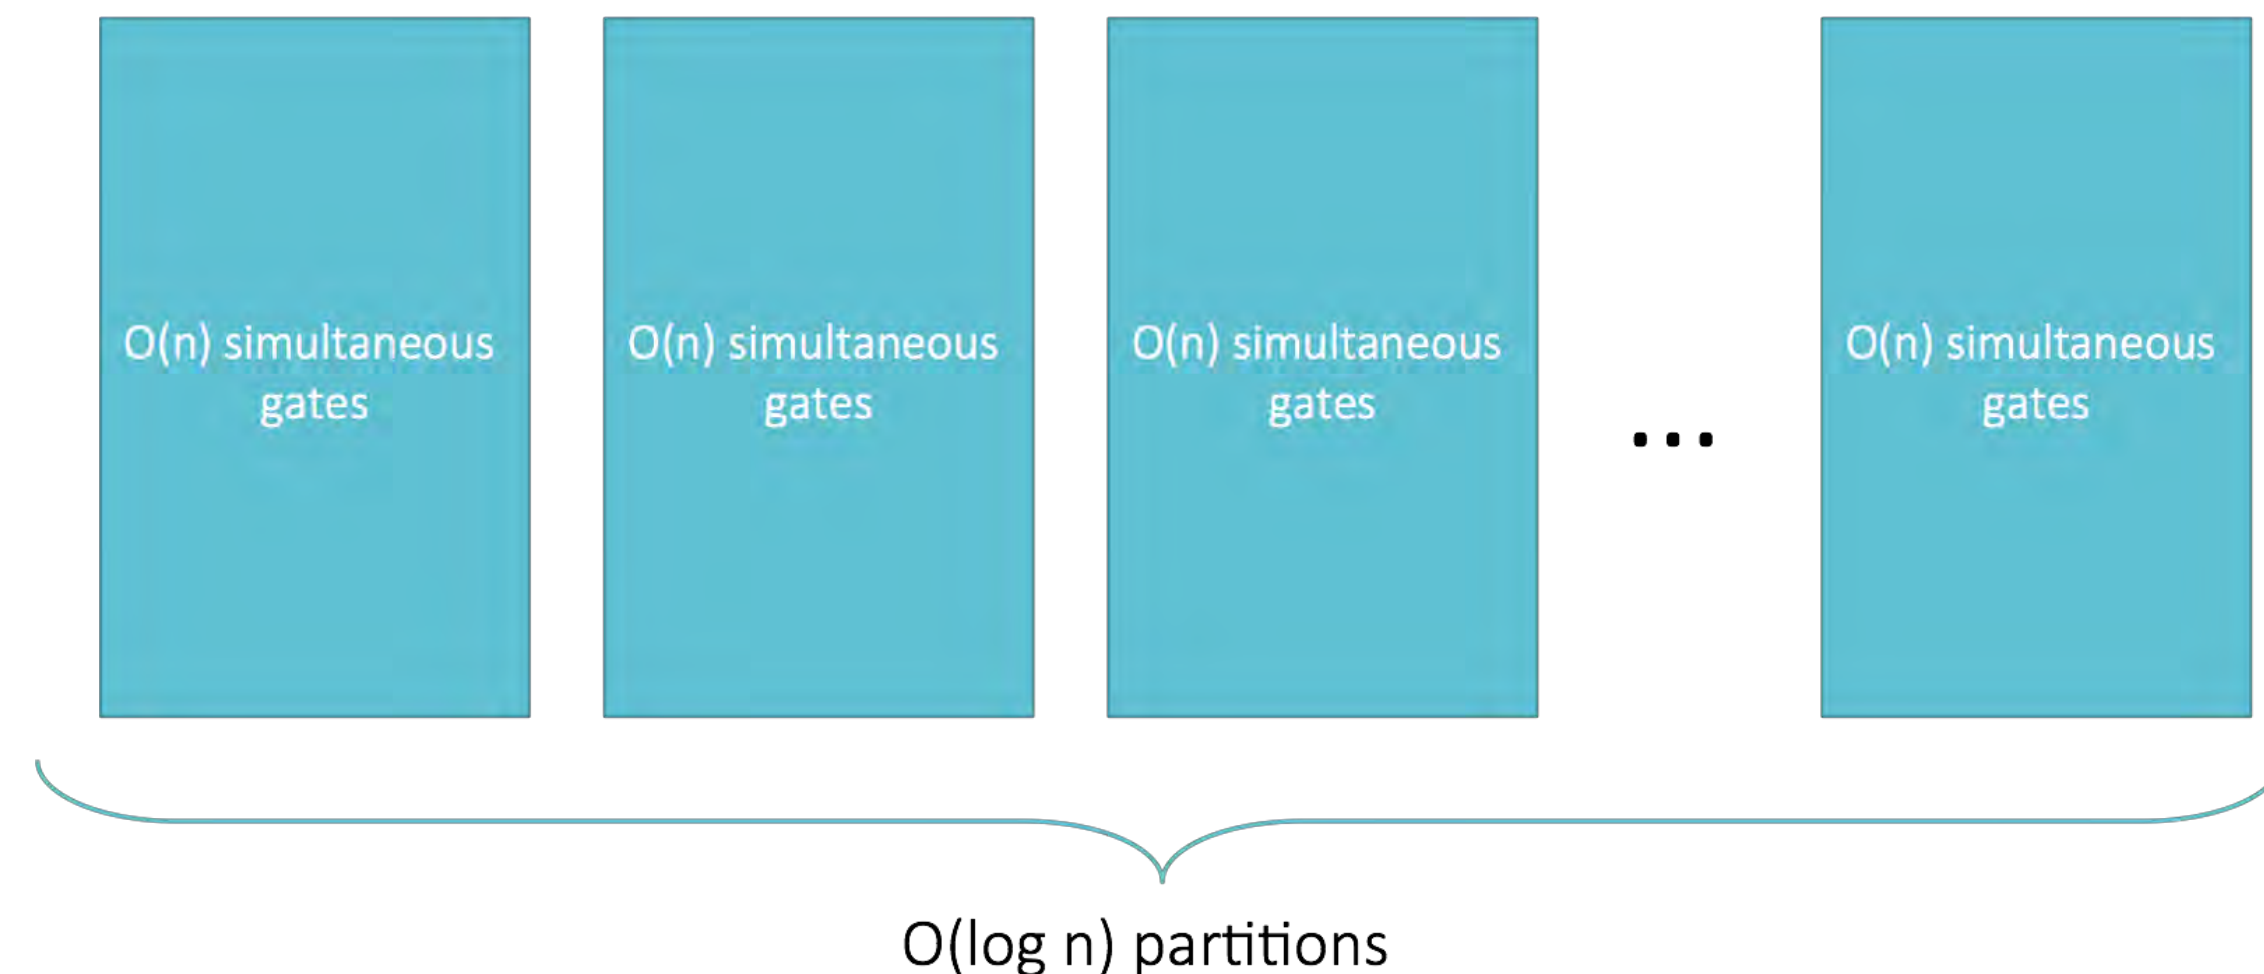 O(n) simultaneous
gates
O(n) simultaneous
gates
O(n) simultaneous
gates
...
O(n) simultaneous
gates
O(log n) partitions